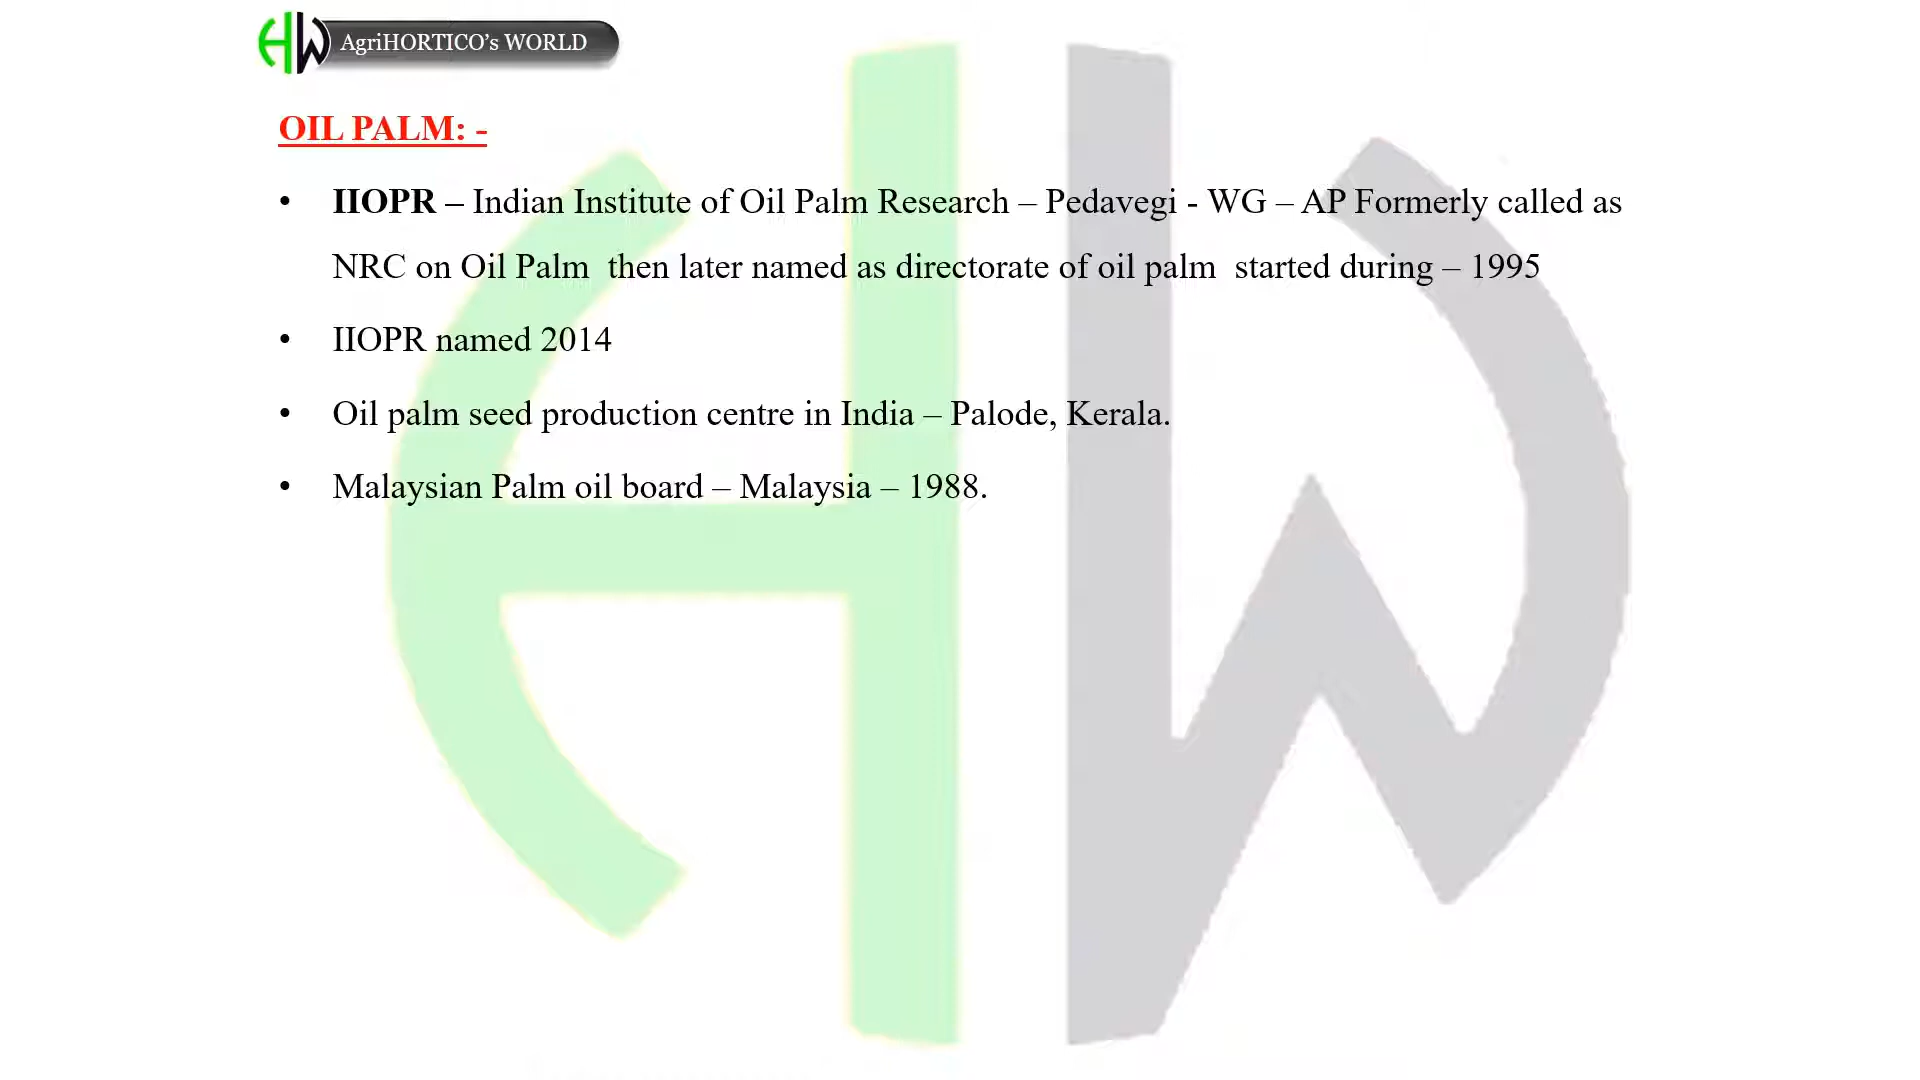 AgriHORTICO's WORLD
OIL PALM: -
• IIOPR – Indian Institute of Oil Palm Research – Pedavegi - WG – AP Formerly called as
NRC on Oil Palm then later named as directorate of oil palm started during – 1995
• IIOPR named 2014
• Oil palm seed production centre in India – Palode, Kerala.
• Malaysian Palm oil board – Malaysia – 1988.